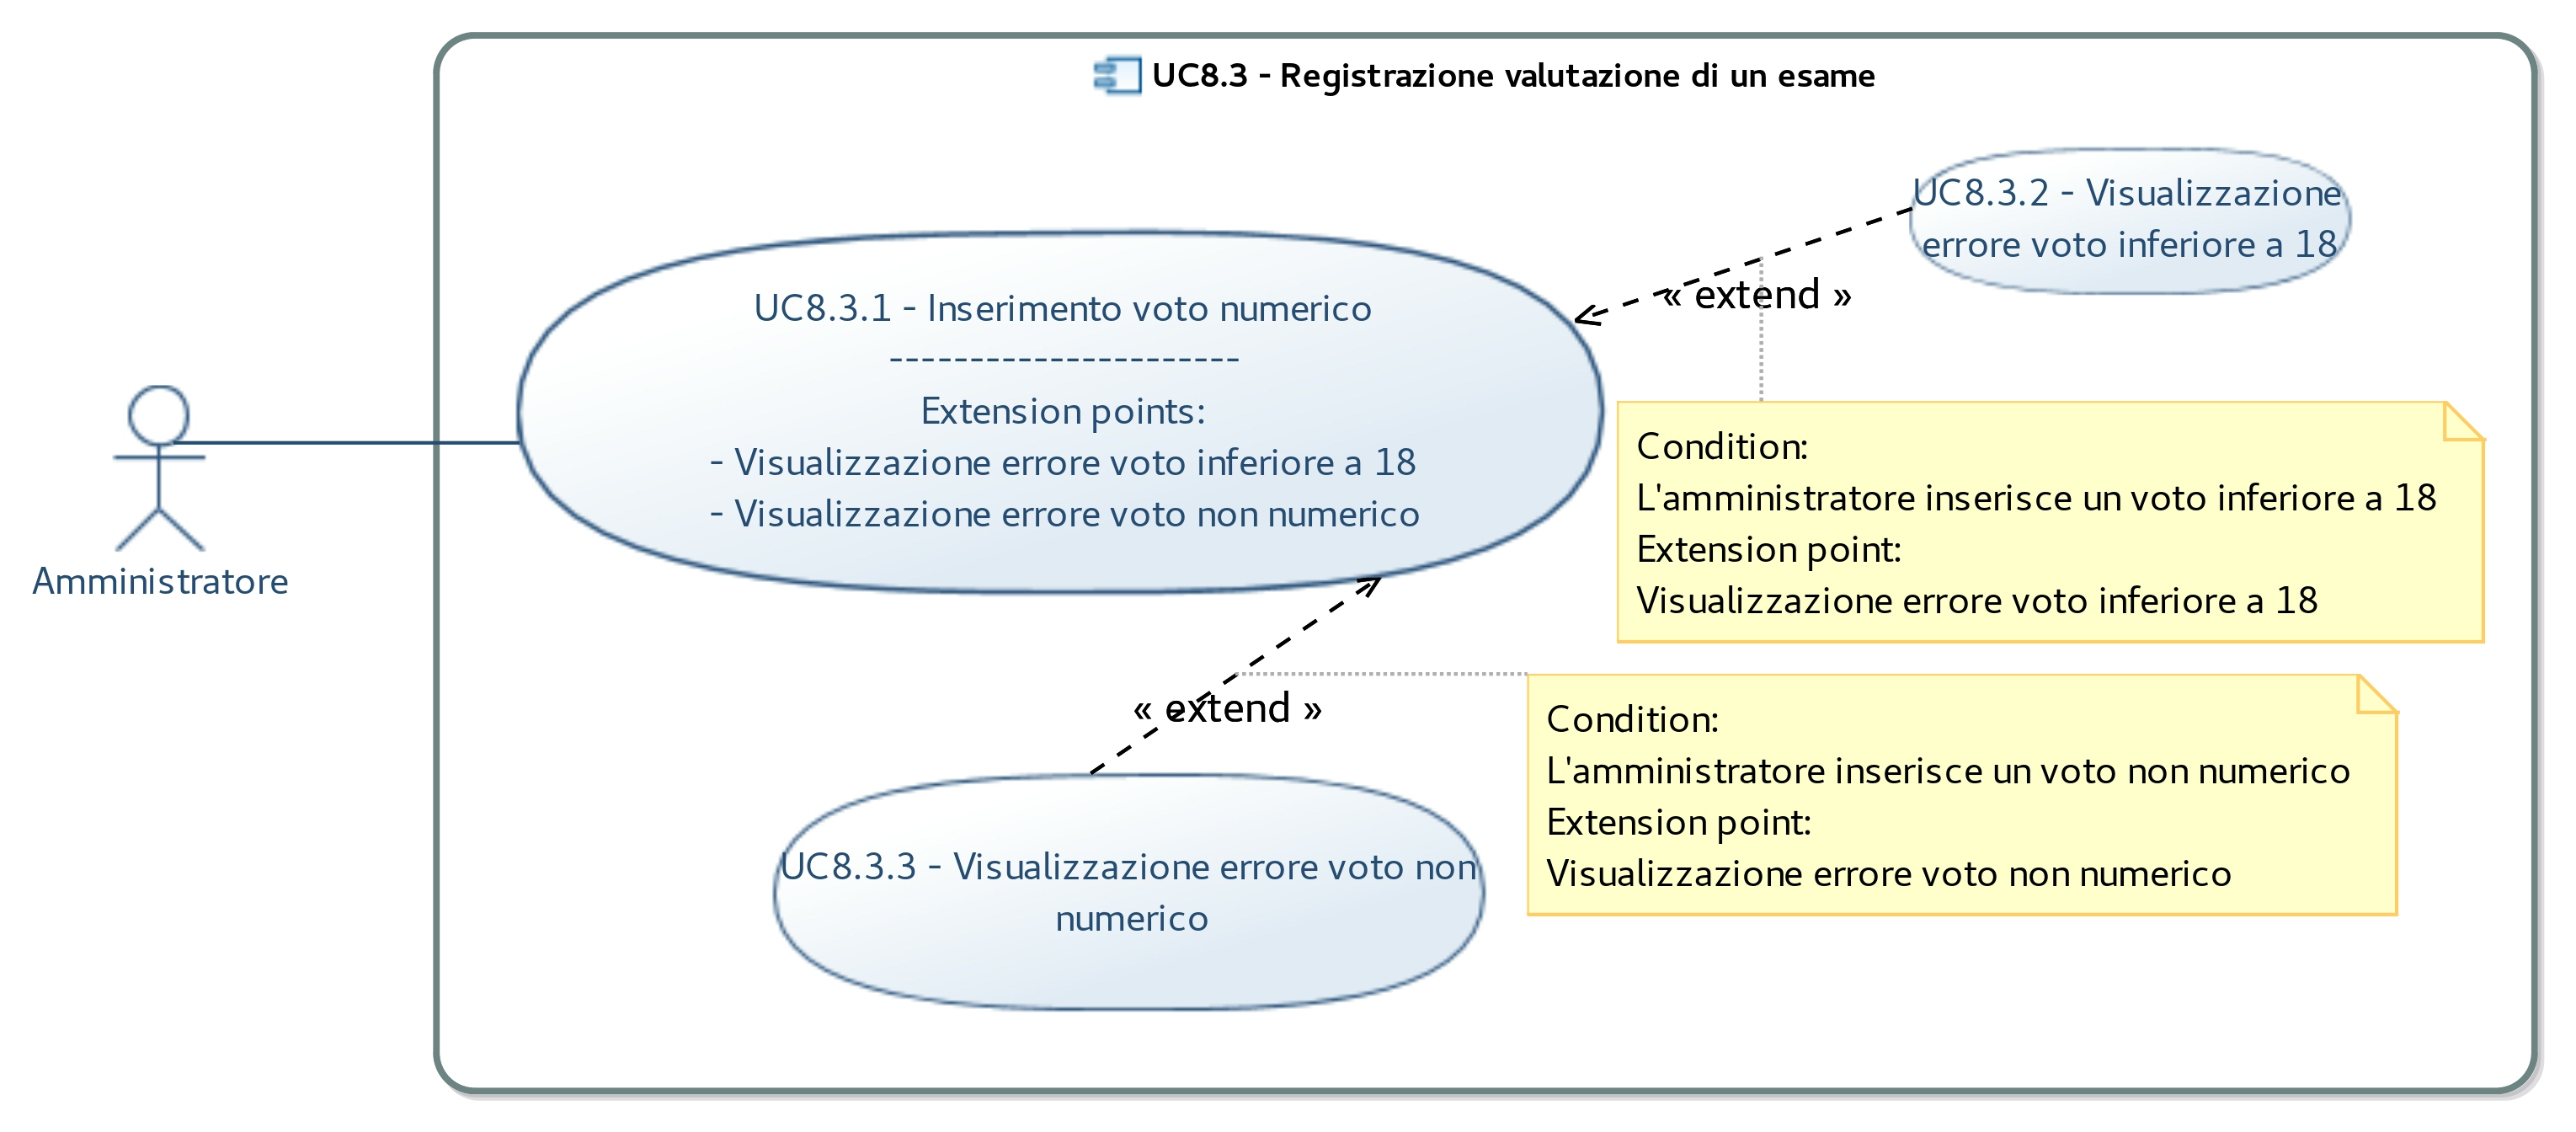 UC8.3 - Registrazione valutazione di un esame
UC8.3.2 - Visualizzazione
errore voto inferiore a 18
« extend »
UC8.3.1 - Inserimento voto numerico
----------------------
Extension points:
- Visualizzazione errore voto inferiore a 18
- Visualizzazione errore voto non numerico
Amministratore
Condition:
L'amministratore inserisce un voto inferiore a 18
Extension point:
Visualizzazione errore voto inferiore a 18
« extend »
Condition:
L'amministratore inserisce un voto non numerico
Extension point:
Visualizzazione errore voto non numerico
UC8.3.3 - Visualizzazione errore voto non
numerico